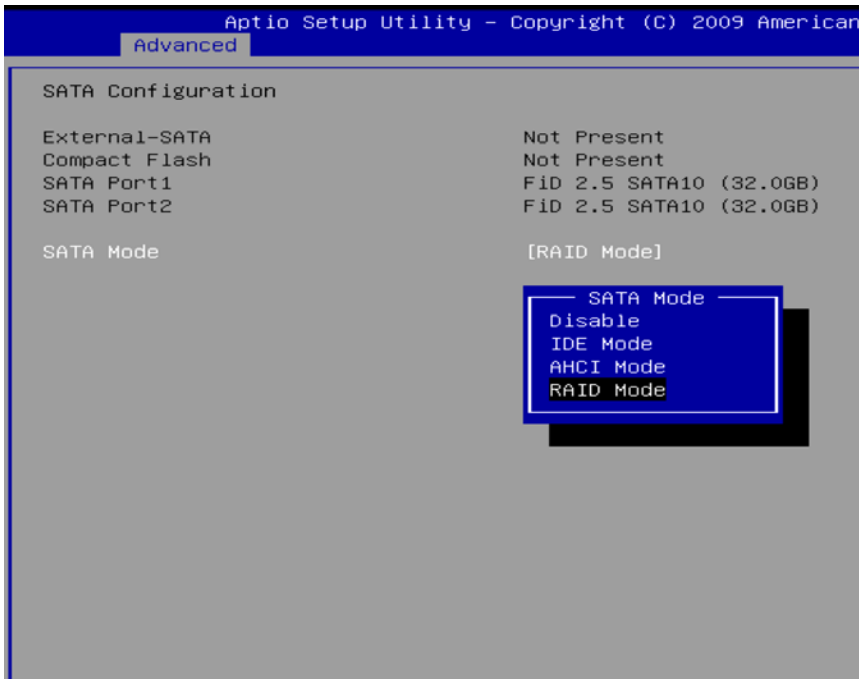 Aptio Setup Utility – Copyright (C) 2009 American
Advanced
SATA Configuration
External-SATA Not Present
Compact Flash Not Present
SATA Port1 FiD 2.5 SATA10 (32.0GB)
SATA Port2 FiD 2.5 SATA10 (32.0GB)
SATA Mode [RAID Mode]
SATA Mode
Disable
IDE Mode
AHCI Mode
RAID Mode